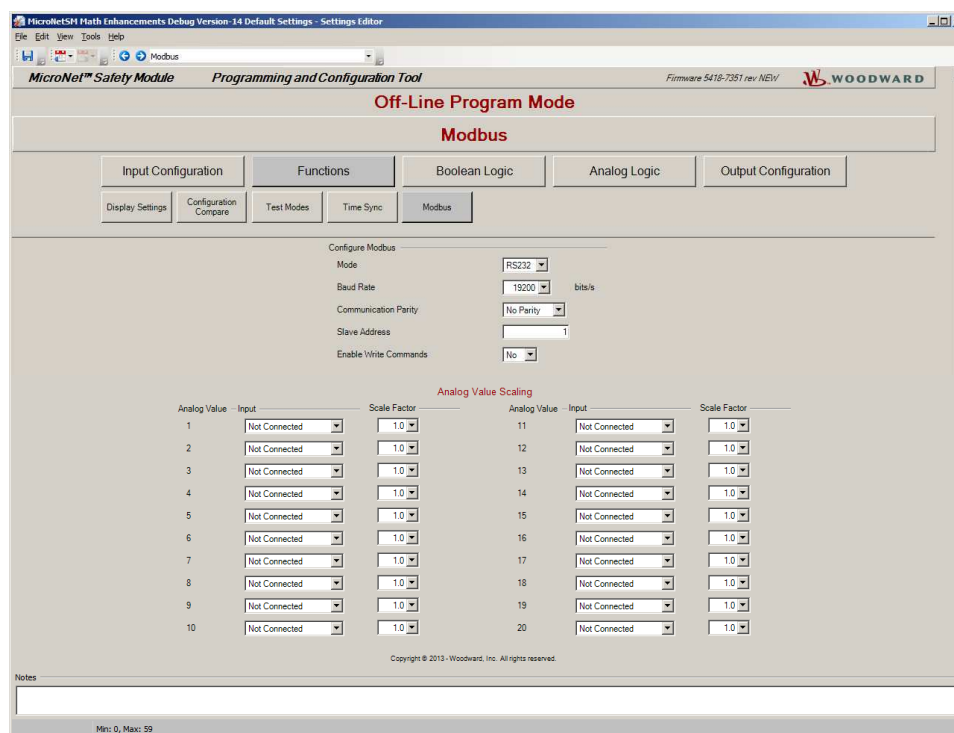 MicroNetSM Math Enhancements Debug Version-14 Default Settings - Settings Editor
File Edit View Tools Help
Modbus
MicroNet™ Safety Module Programming and Configuration Tool Firmware 5418-7351 rev NEW WOODWARD
Off-Line Program Mode
Modbus
Input Configuration Functions Boolean Logic Analog Logic Output Configuration
Display Settings Configuration Compare Test Modes Time Sync Modbus
Configure Modbus
Mode RS232
Baud Rate 19200 bits/s
Communication Parity No Parity
Slave Address 1
Enable Write Commands No
Analog Value Scaling
Analog Value Input Scale Factor Analog Value Input Scale Factor
1 Not Connected 1.0 11 Not Connected 1.0
2 Not Connected 1.0 12 Not Connected 1.0
3 Not Connected 1.0 13 Not Connected 1.0
4 Not Connected 1.0 14 Not Connected 1.0
5 Not Connected 1.0 15 Not Connected 1.0
6 Not Connected 1.0 16 Not Connected 1.0
7 Not Connected 1.0 17 Not Connected 1.0
8 Not Connected 1.0 18 Not Connected 1.0
9 Not Connected 1.0 19 Not Connected 1.0
10 Not Connected 1.0 20 Not Connected 1.0
Copyright © 2013 - Woodward, Inc. All rights reserved.
Notes
Min: 0, Max: 59